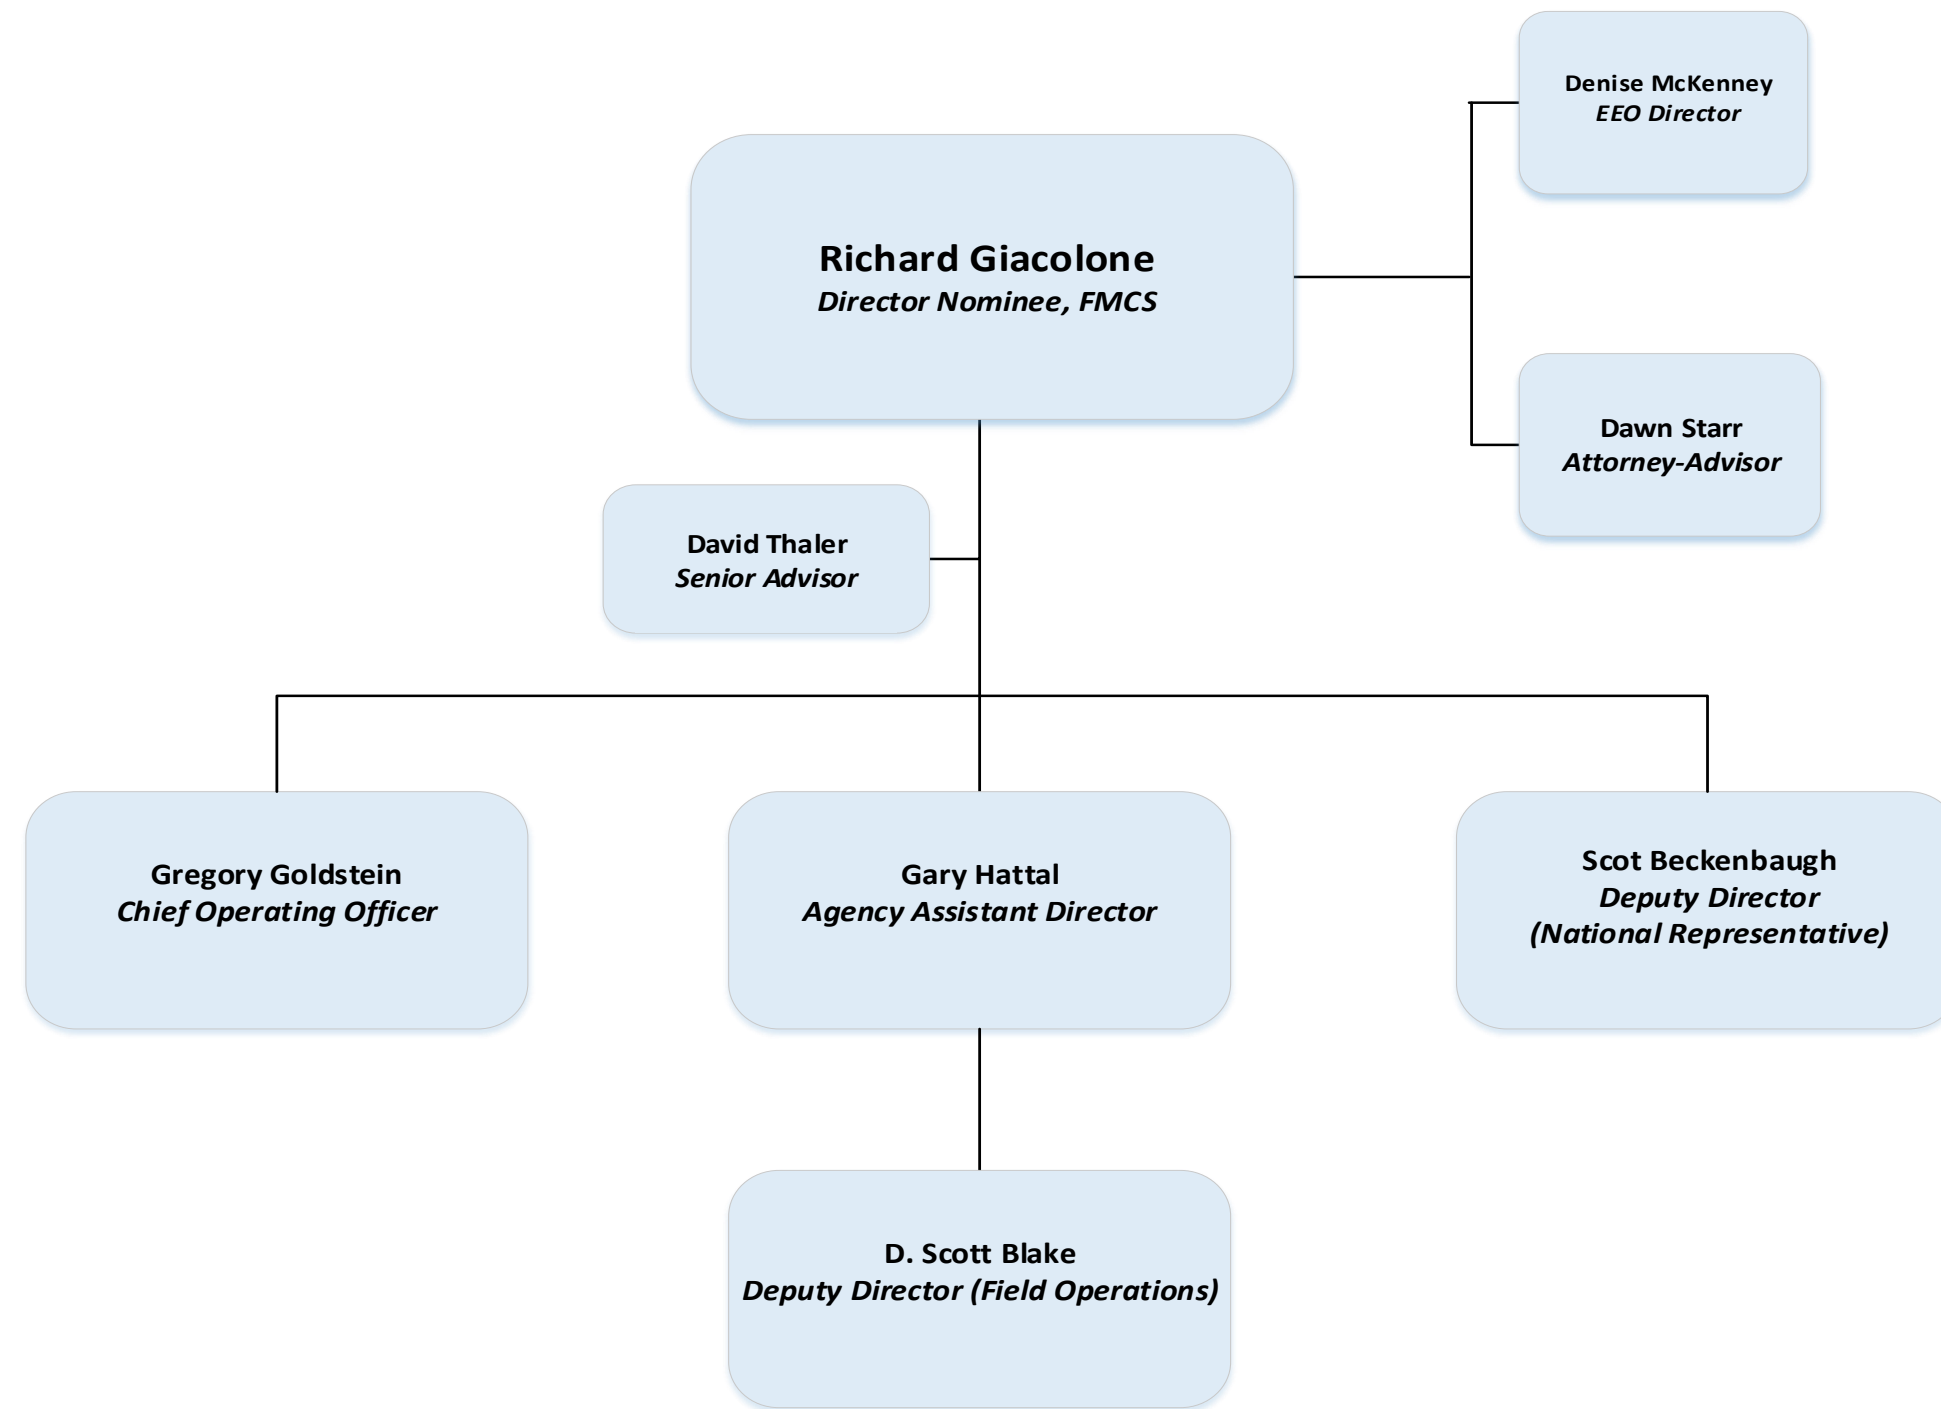 Denise McKenney
EEO Director
Richard Giacolone
Director Nominee, FMCS
Dawn Starr
Attorney-Advisor
David Thaler
Senior Advisor
Gregory Goldstein
Chief Operating Officer
Gary Hattal
Agency Assistant Director
Scot Beckenbaugh
Deputy Director
(National Representative)
D. Scott Blake
Deputy Director (Field Operations)